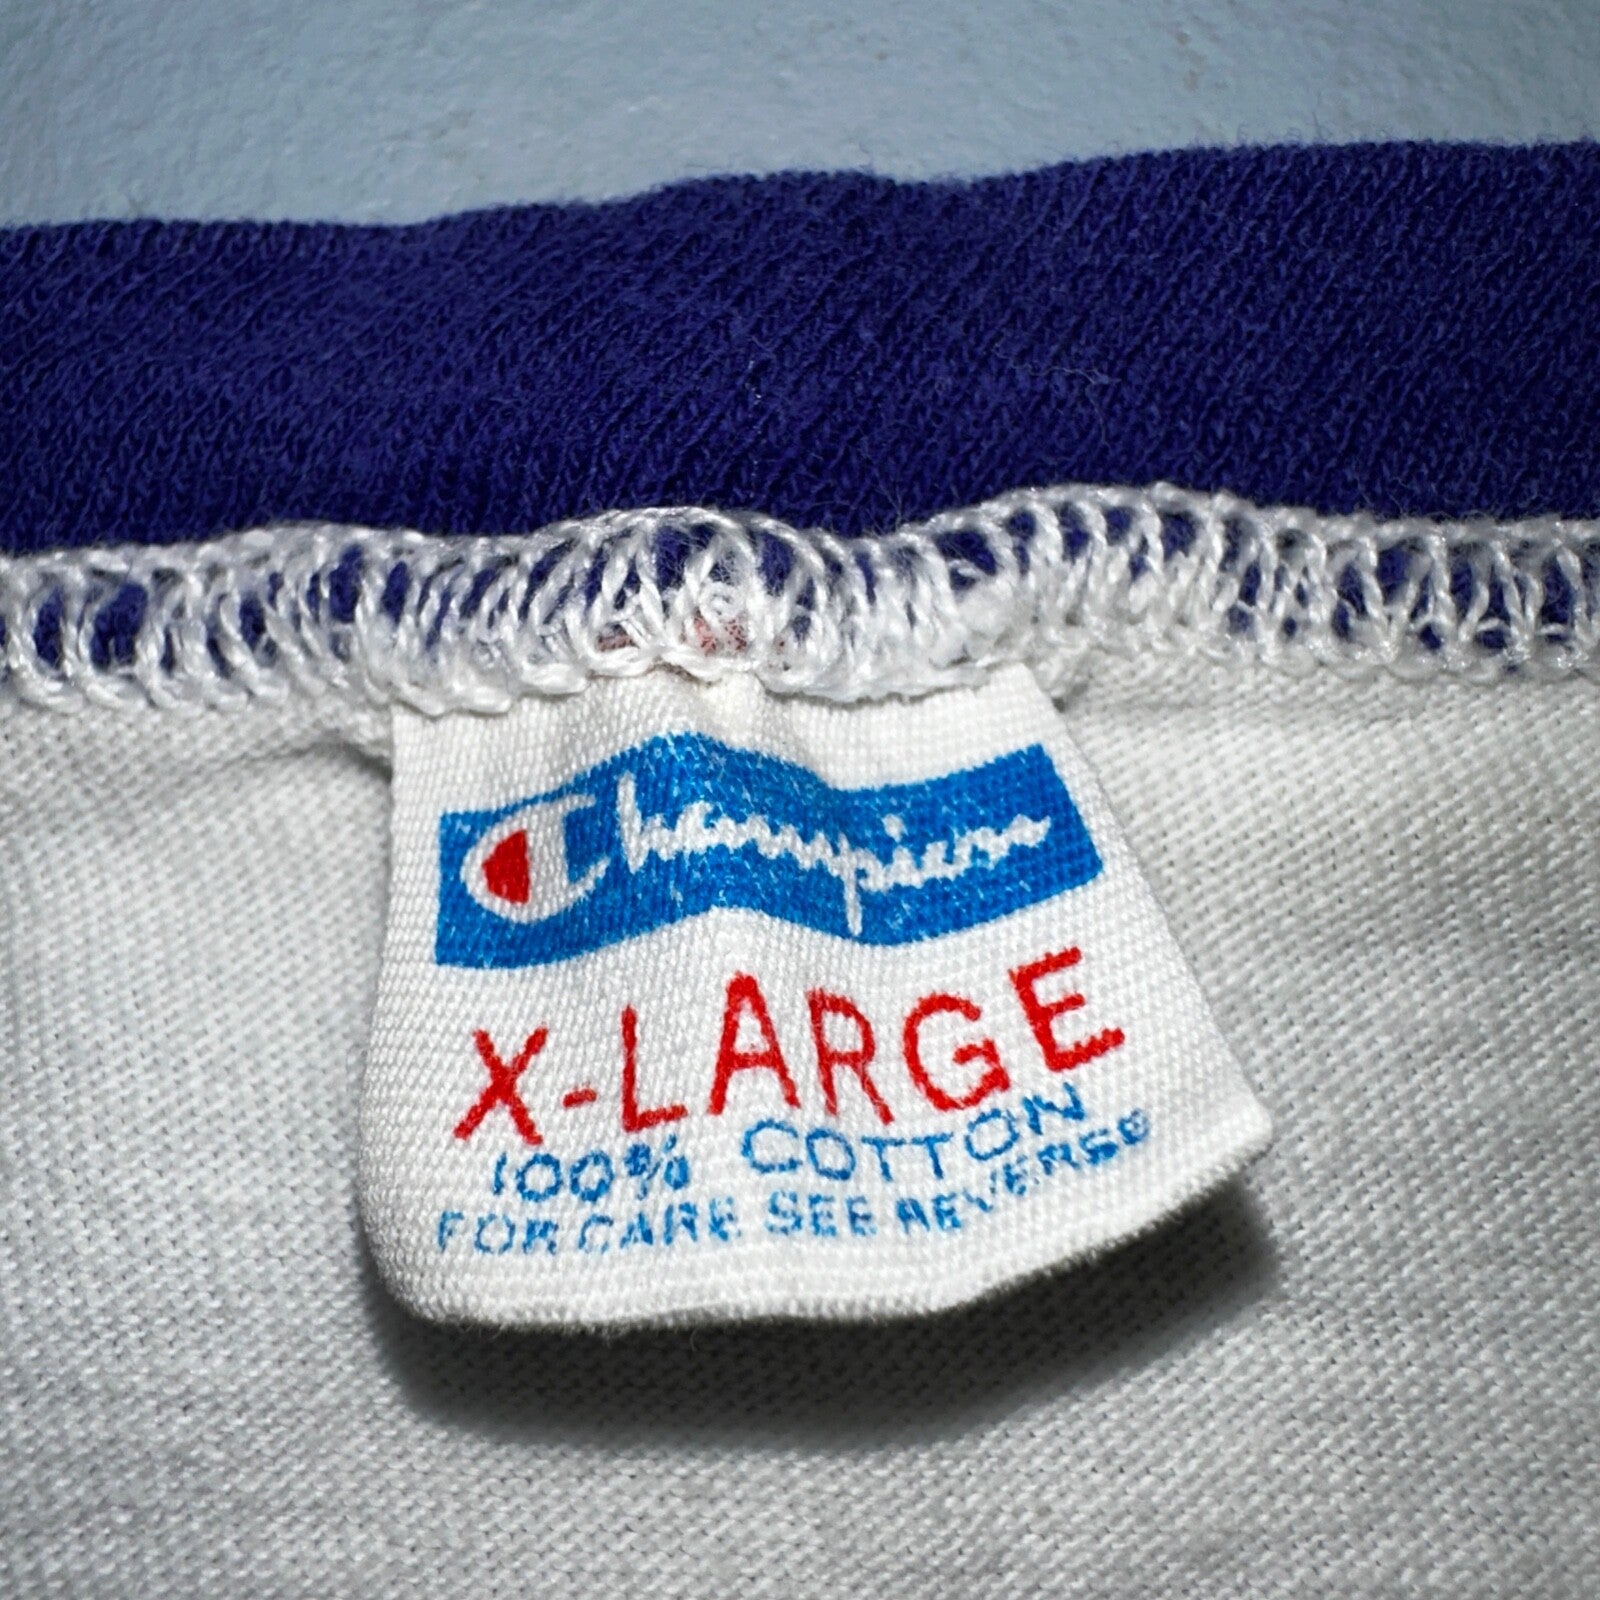 Champion
X-LARGE
100% COTTON
FOR CARE SEE REVERSE